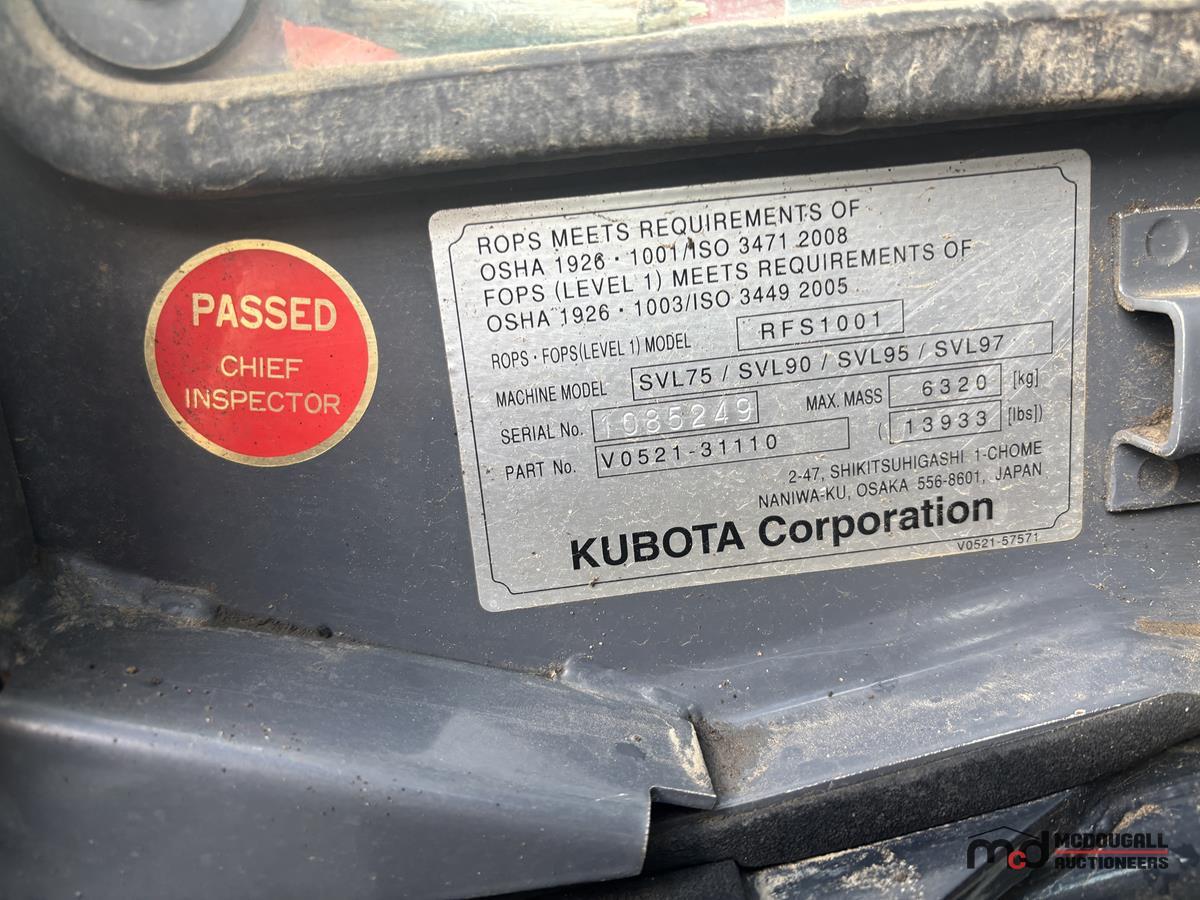 PASSED
CHIEF
INSPECTOR
ROPS MEETS REQUIREMENTS OF
OSHA 1926・1001/ISO 3471 2008
FOPS (LEVEL 1) MEETS REQUIREMENTS OF
OSHA 1926・1003/ISO 3449 2005
ROPS・FOPS(LEVEL 1) MODEL RFS1001
MACHINE MODEL SVL75 / SVL90 / SVL95 / SVL97
SERIAL No. 1085249 MAX. MASS 6320 [kg]
PART No. V0521-31110 ( 13933 [lbs])
2-47, SHIKITSUHIGASHI 1-CHOME
NANIWA-KU, OSAKA 556-8601, JAPAN
KUBOTA Corporation
V0521-57571
mcd MCDOUGALL
AUCTIONEERS